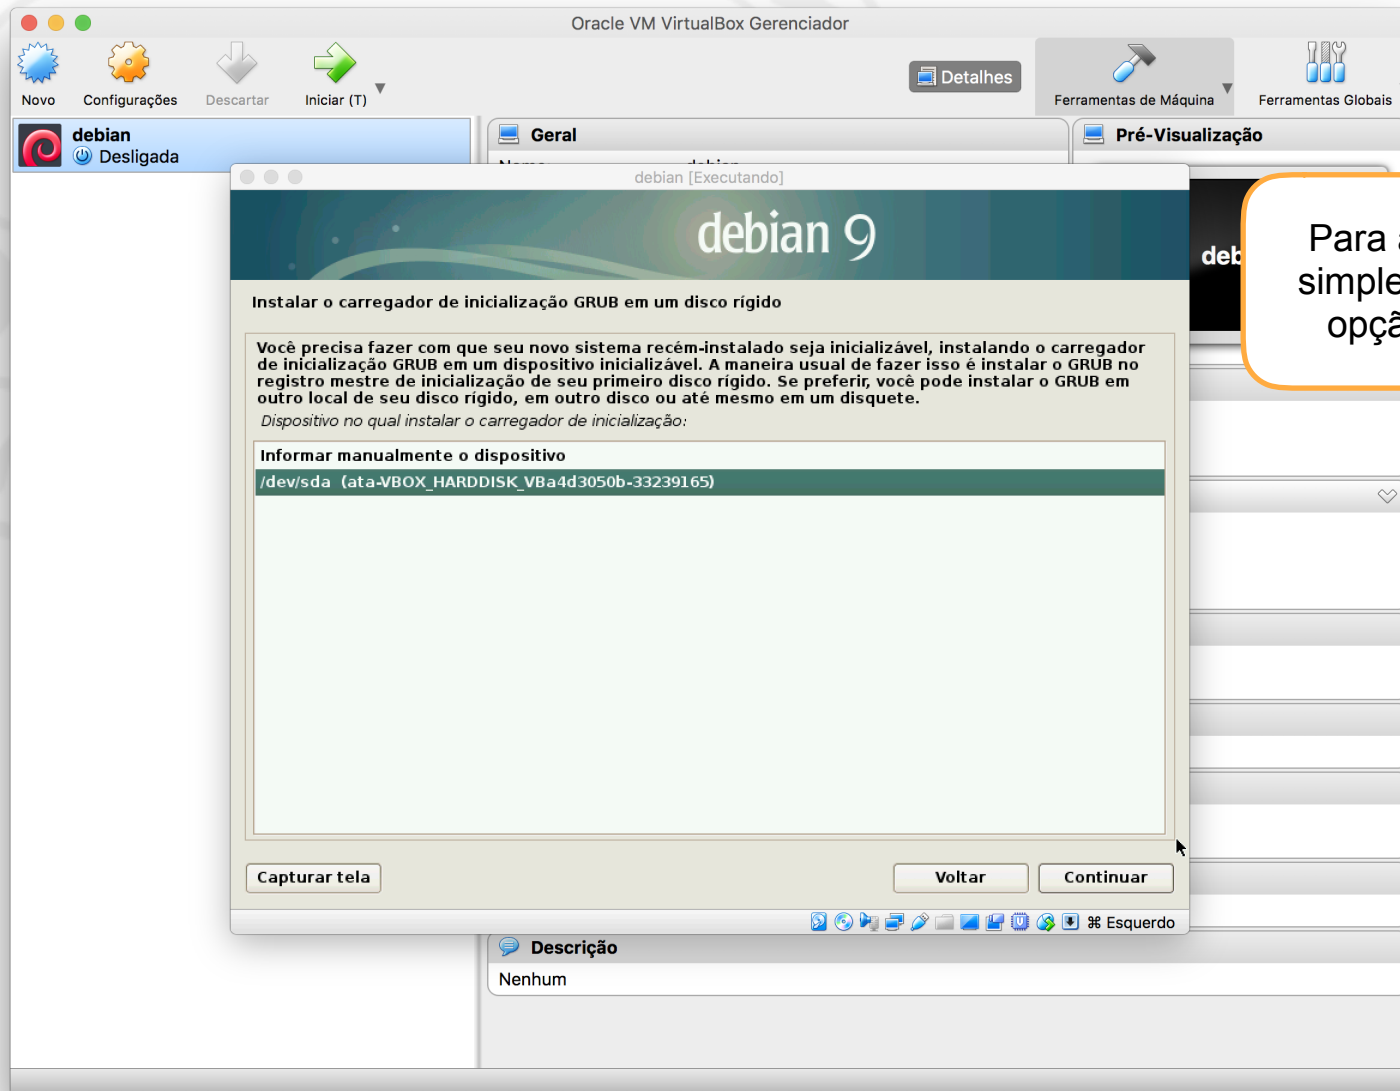 Oracle VM VirtualBox Gerenciador
Novo
Configurações
Descartar
Iniciar (T)
Detalhes
Ferramentas de Máquina
Ferramentas Globais
debian
Desligada
Geral
Pré-Visualização
debian [Executando]
debian 9
Instalar o carregador de inicialização GRUB em um disco rígido
Você precisa fazer com que seu novo sistema recém-instalado seja inicializável, instalando o carregador
de inicialização GRUB em um dispositivo inicializável. A maneira usual de fazer isso é instalar o GRUB no
registro mestre de inicialização de seu primeiro disco rígido. Se preferir, você pode instalar o GRUB em
outro local de seu disco rígido, em outro disco ou até mesmo em um disquete.
Dispositivo no qual instalar o carregador de inicialização:
Informar manualmente o dispositivo
/dev/sda (ata-VBOX_HARDDISK_VBa4d3050b-33239165)
Capturar tela
Voltar
Continuar
⌘ Esquerdo
Para
Descrição
Nenhum